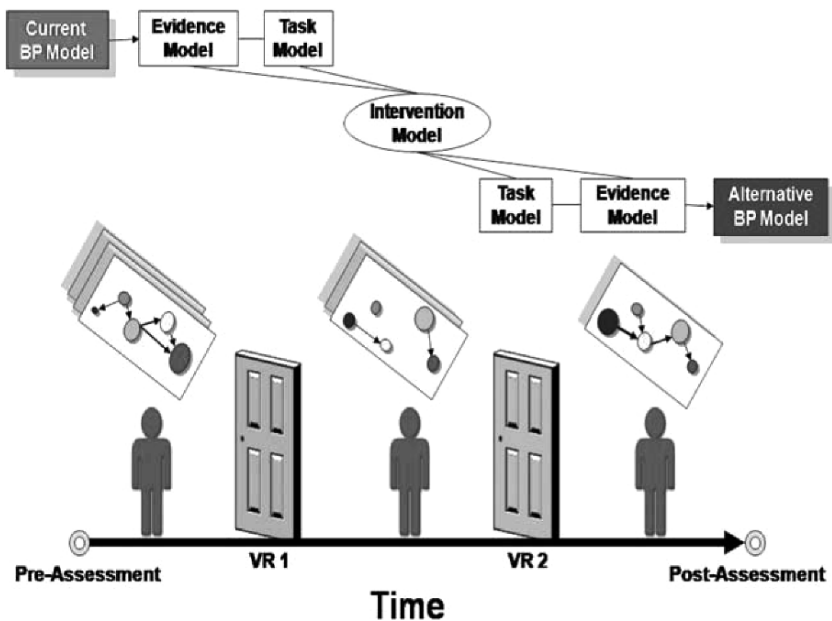 Current
BP Model
Evidence
Model
Task
Model
Intervention
Model
Task
Model
Evidence
Model
Alternative
BP Model
VR 1
VR 2
Pre-Assessment
Post-Assessment
Time